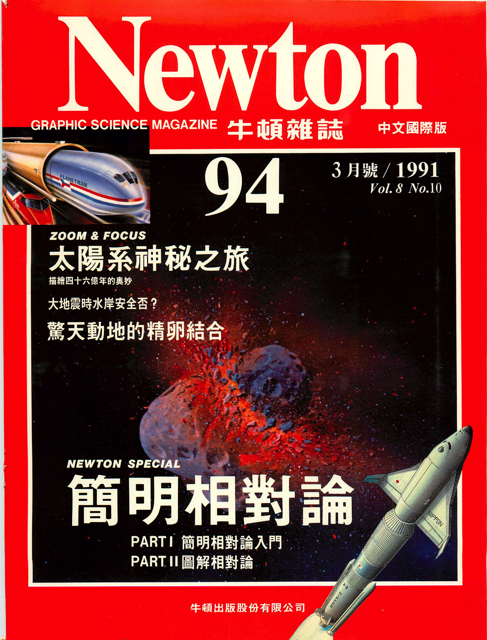 Newton
GRAPHIC SCIENCE MAGAZINE 牛頓雜誌 中文國際版
PLANETRAN
94
3月號/1991
Vol.8 No.10
ZOOM & FOCUS
太陽系神秘之旅
描繪四十六億年的奧妙
大地震時水岸安全否?
驚天動地的精卵結合
NEWTON SPECIAL
簡明相對論
PART I 簡明相對論入門
PART II 圖解相對論
NIPPON
牛頓出版股份有限公司